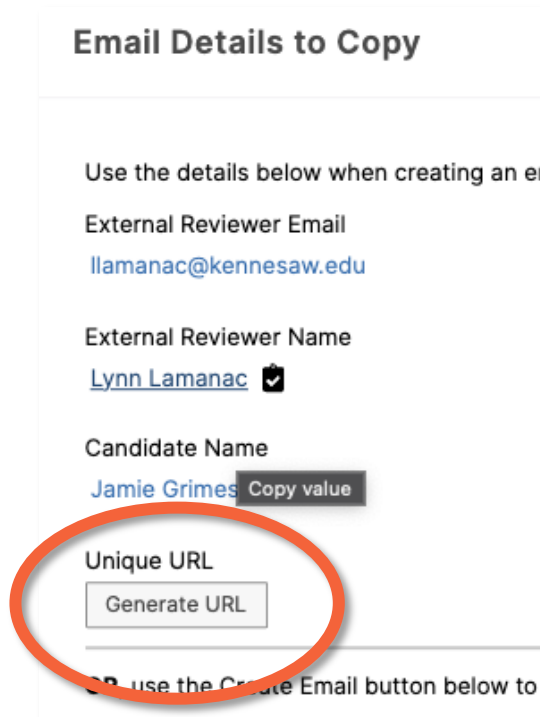 Email Details to Copy
Use the details below when creating an
External Reviewer Email
llamanac@kennesaw.edu
External Reviewer Name
Lynn Lamanac
Candidate Name
Jamie Grimes Copy value
Unique URL
Generate URL
OR, use the Create Email button below to